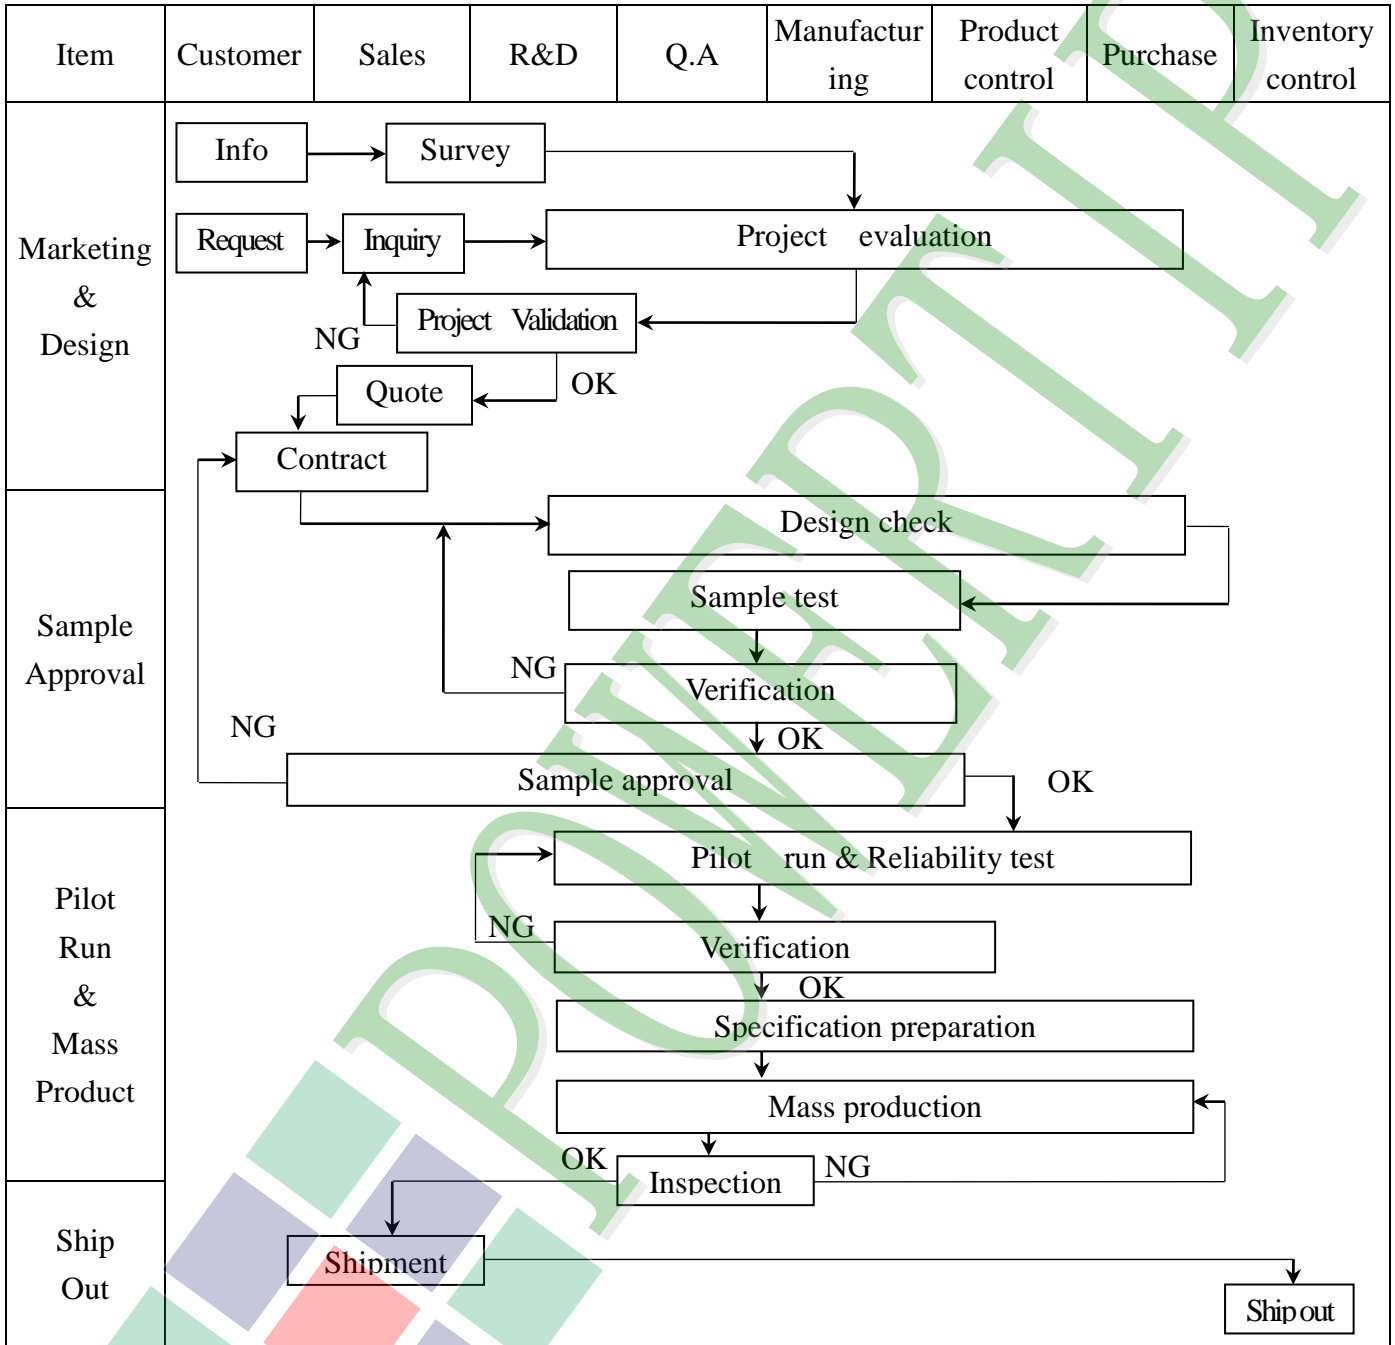 Item
Customer
Sales
R&D
Q.A
Manufactur
ing
Product
control
Purchase
Inventory
control
Marketing
&
Design
Info
Survey
Request
Inquiry
Project evaluation
NG
Project Validation
Quote
OK
Contract
Sample
Approval
Design check
Sample test
NG
Verification
NG
OK
Sample approval
OK
Pilot
Run
&
Mass
Product
Pilot run & Reliability test
NG
Verification
OK
Specification preparation
Mass production
OK
Inspection
NG
Ship
Out
Shipment
Ship out
POWERTIP